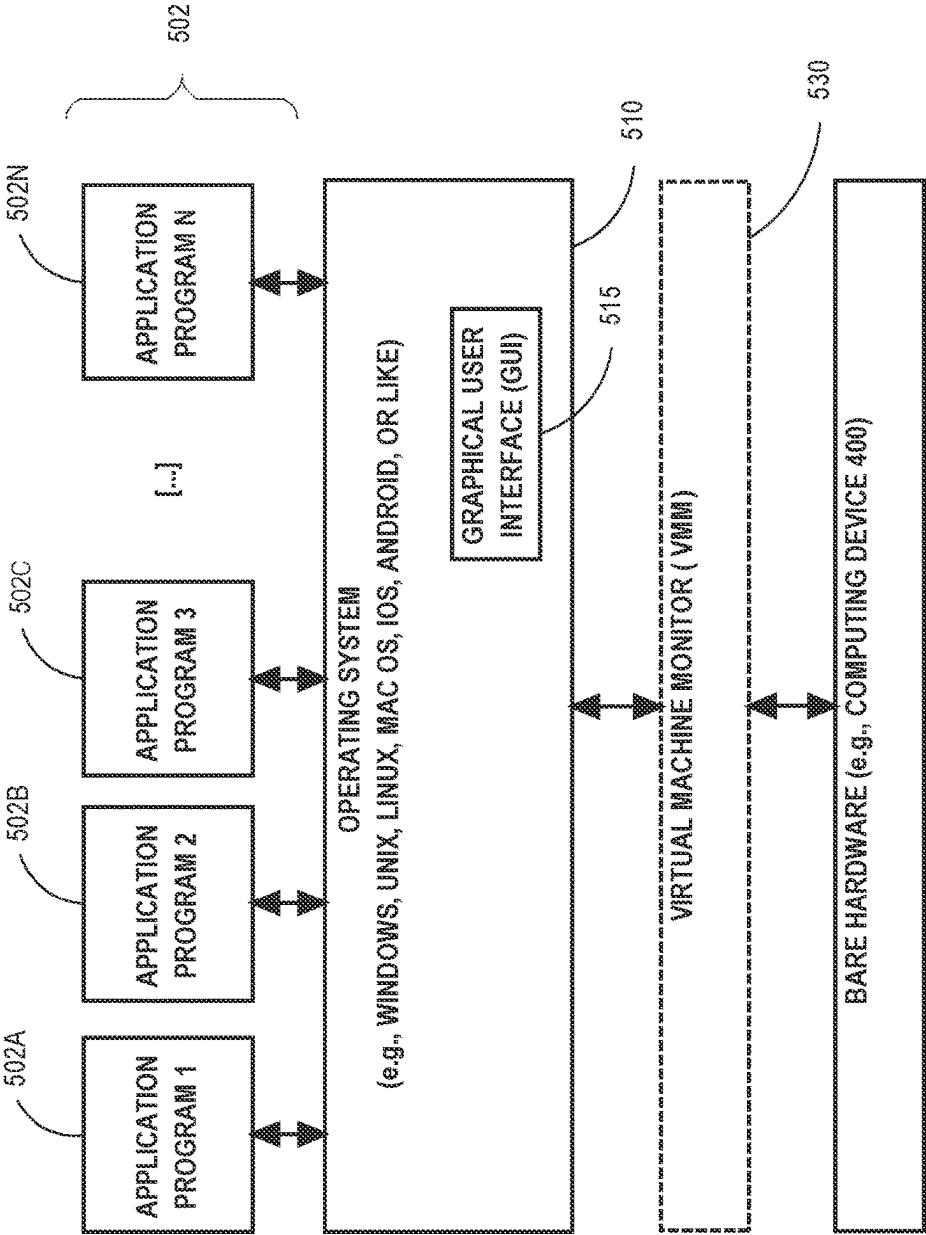 502
502A
502B
502C
502N
APPLICATION
PROGRAM 1
APPLICATION
PROGRAM 2
APPLICATION
PROGRAM 3
[...]
APPLICATION
PROGRAM N
OPERATING SYSTEM
(e.g., WINDOWS, UNIX, LINUX, MAC OS, IOS, ANDROID, OR LIKE)
GRAPHICAL USER
INTERFACE (GUI)
515
510
VIRTUAL MACHINE MONITOR ( VMM)
530
BARE HARDWARE (e.g., COMPUTING DEVICE 400)